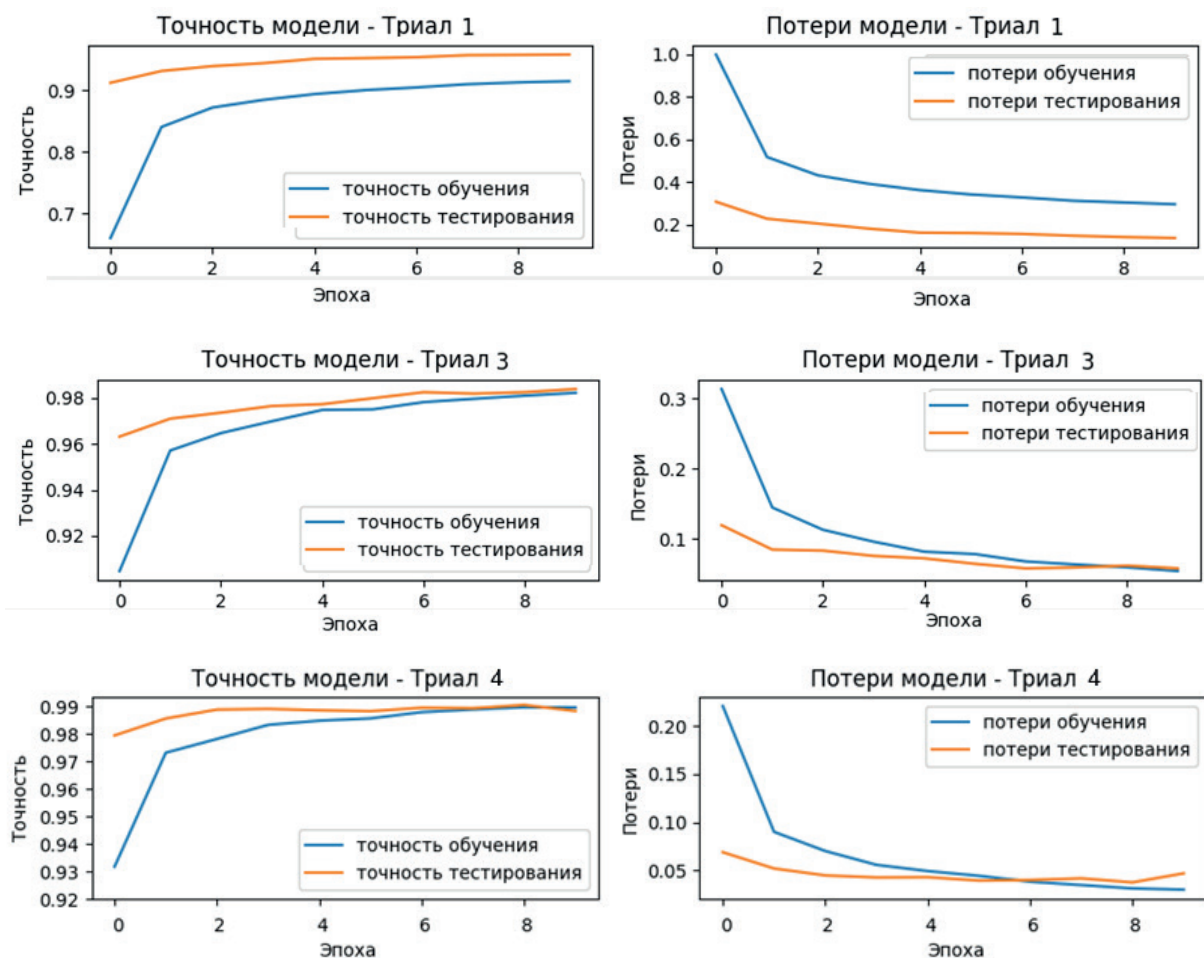 Точность модели - Триал 1
0.9
0.8
0.7
Точность
точность обучения
точность тестирования
0 2 4 6 8
Эпоха
Потери модели - Триал 1
1.0
0.8
0.6
0.4
0.2
Потери
потери обучения
потери тестирования
0 2 4 6 8
Эпоха
Точность модели - Триал 3
0.98
0.96
0.94
0.92
Точность
точность обучения
точность тестирования
0 2 4 6 8
Эпоха
Потери модели - Триал 3
0.3
0.2
0.1
Потери
потери обучения
потери тестирования
0 2 4 6 8
Эпоха
Точность модели - Триал 4
0.99
0.98
0.97
0.96
0.95
0.94
0.93
0.92
Точность
точность обучения
точность тестирования
0 2 4 6 8
Эпоха
Потери модели - Триал 4
0.20
0.15
0.10
0.05
Потери
потери обучения
потери тестирования
0 2 4 6 8
Эпоха